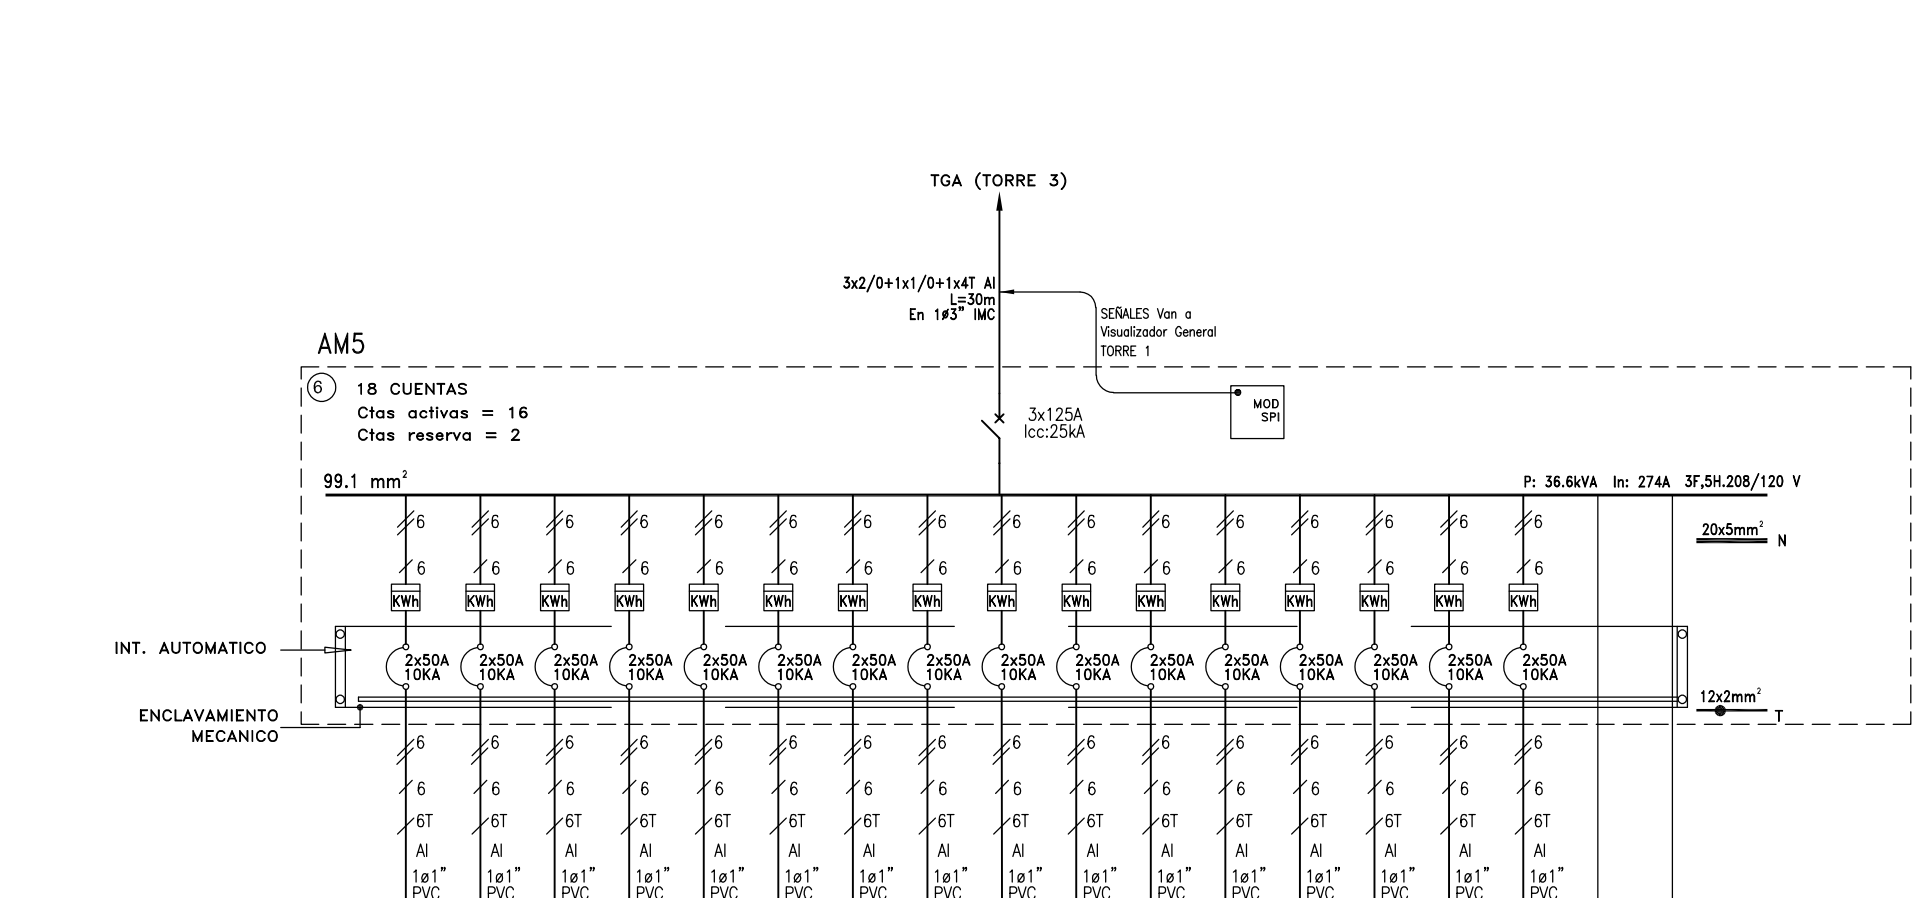 TGA (TORRE 3)
3x2/0+1x1/0+1x4T Al
L=30m
En 1ø3" IMC
SEÑALES Van a
Visualizador General
TORRE 1
AM5
6
18 CUENTAS
Ctas activas = 16
Ctas reserva = 2
3x125A
Icc:25kA
MOD
SPI
99.1 mm²
P: 36.6kVA In: 274A 3F,5H.208/120 V
6 6 6 6 6 6 6 6 6 6 6 6 6 6 6 6
20x5mm²
N
6 6 6 6 6 6 6 6 6 6 6 6 6 6 6 6
KWh KWh KWh KWh KWh KWh KWh KWh KWh KWh KWh KWh KWh KWh KWh KWh
INT. AUTOMATICO
2x50A 2x50A 2x50A 2x50A 2x50A 2x50A 2x50A 2x50A 2x50A 2x50A 2x50A 2x50A 2x50A 2x50A 2x50A 2x50A
10KA 10KA 10KA 10KA 10KA 10KA 10KA 10KA 10KA 10KA 10KA 10KA 10KA 10KA 10KA 10KA
12x2mm²
T
ENCLAVAMIENTO
MECANICO
6 6 6 6 6 6 6 6 6 6 6 6 6 6 6 6
6 6 6 6 6 6 6 6 6 6 6 6 6 6 6 6
6T 6T 6T 6T 6T 6T 6T 6T 6T 6T 6T 6T 6T 6T 6T 6T
Al Al Al Al Al Al Al Al Al Al Al Al Al Al Al Al
1ø1" 1ø1" 1ø1" 1ø1" 1ø1" 1ø1" 1ø1" 1ø1" 1ø1" 1ø1" 1ø1" 1ø1" 1ø1" 1ø1" 1ø1" 1ø1"
PVC PVC PVC PVC PVC PVC PVC PVC PVC PVC PVC PVC PVC PVC PVC PVC